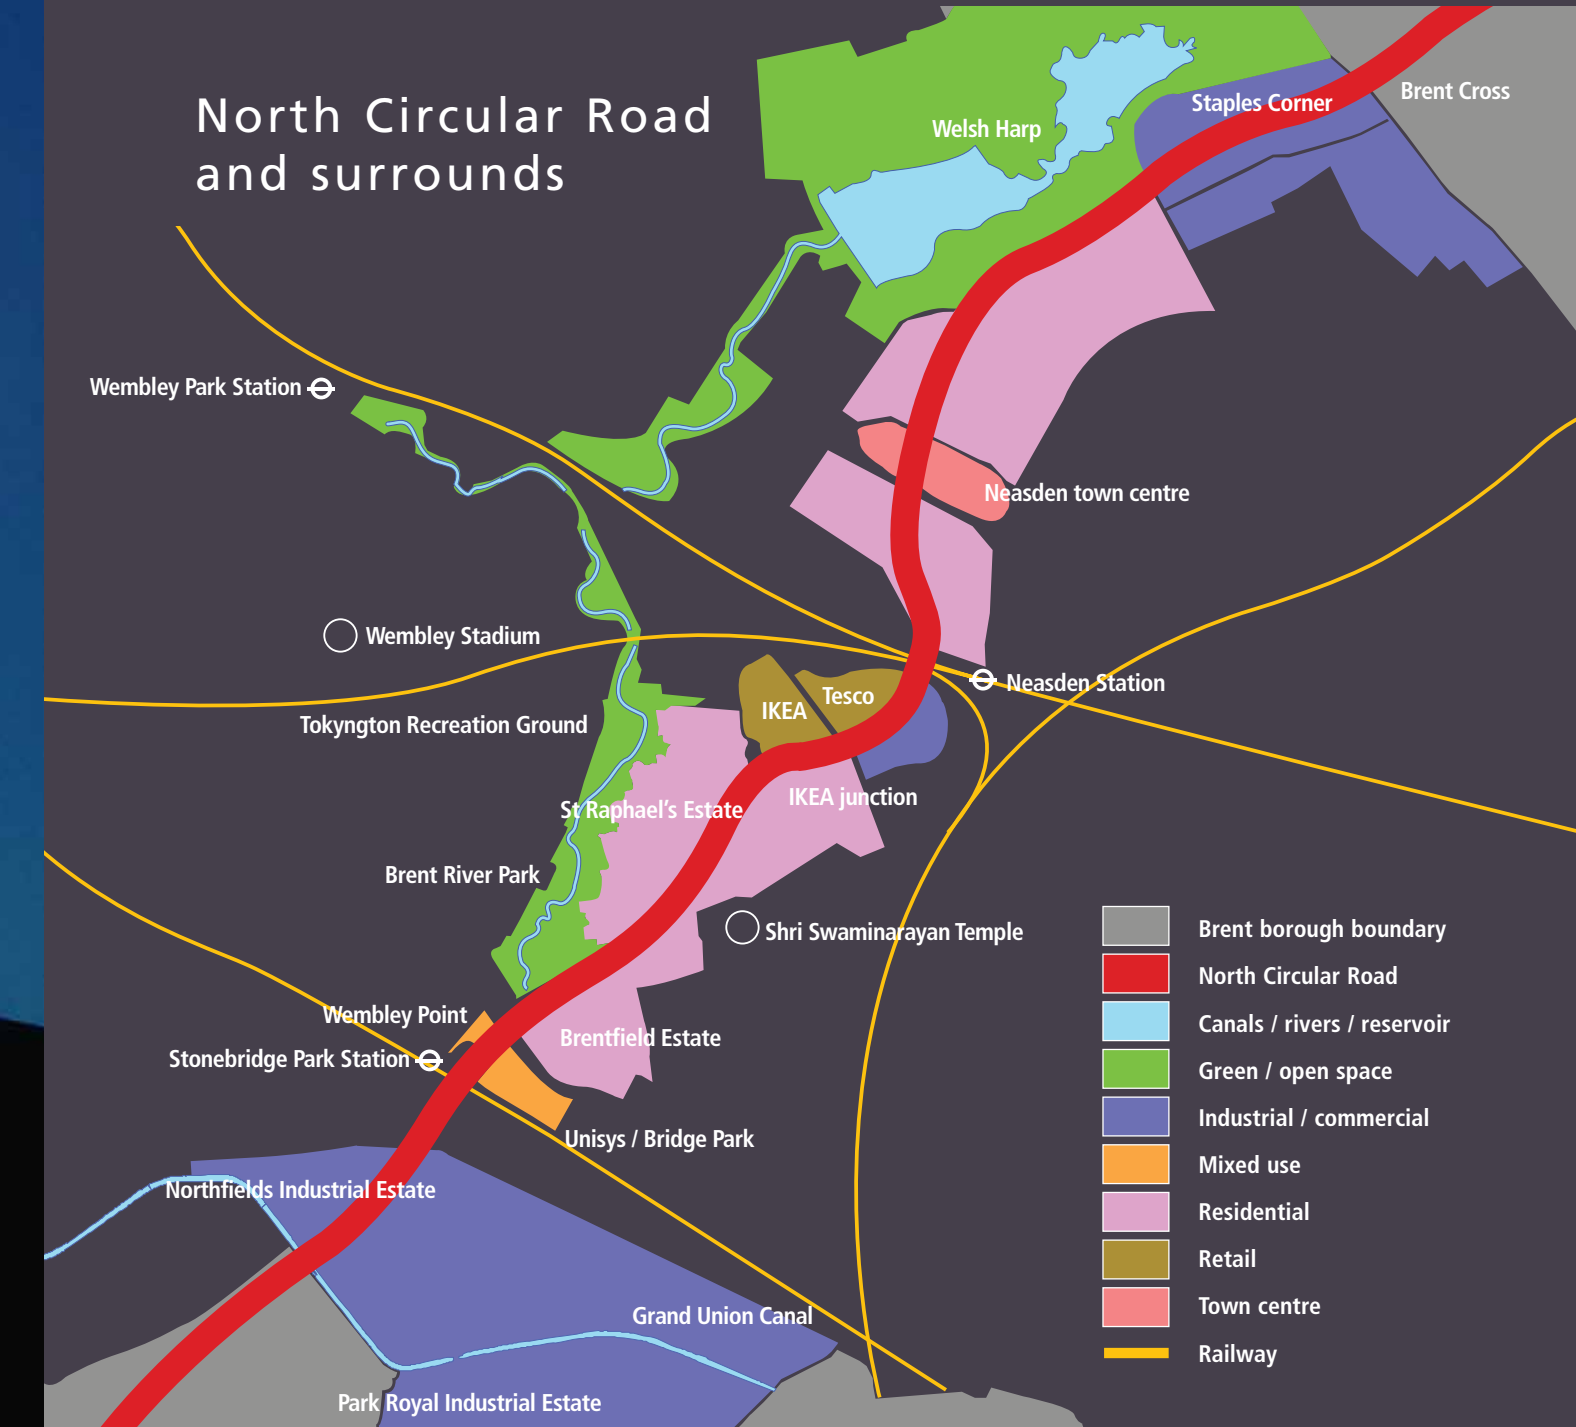 North Circular Road
and surrounds
Brent Cross
Staples Corner
Welsh Harp
Wembley Park Station
Neasden town centre
Wembley Stadium
Neasden Station
Tesco
IKEA
Tokyngton Recreation Ground
IKEA junction
St Raphael's Estate
Brent River Park
Shri Swaminarayan Temple
Wembley Point
Brentfield Estate
Stonebridge Park Station
Unisys / Bridge Park
Northfields Industrial Estate
Grand Union Canal
Park Royal Industrial Estate
Brent borough boundary
North Circular Road
Canals / rivers / reservoir
Green / open space
Industrial / commercial
Mixed use
Residential
Retail
Town centre
Railway